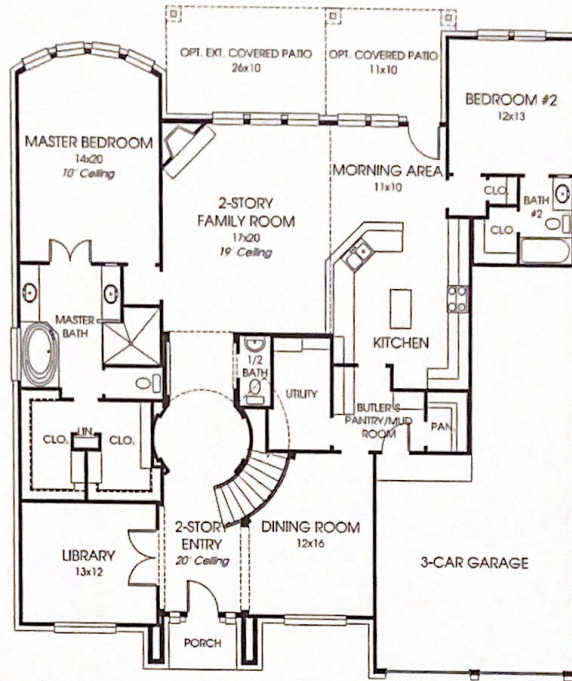 OPT. EXT. COVERED PATIO
26x10
OPT. COVERED PATIO
11x10
BEDROOM #2
12x13
MASTER BEDROOM
14x20
10' Ceiling
2-STORY
FAMILY ROOM
17x20
19' Ceiling
MORNING AREA
11x10
CLO.
BATH
#2
CLO.
MASTER
BATH
KITCHEN
1/2
BATH
UTILITY
BUTLER'S
PANTRY/MUD
ROOM
PAN.
CLO.
LIN.
CLO.
LIBRARY
13x12
2-STORY
ENTRY
20' Ceiling
DINING ROOM
12x16
3-CAR GARAGE
PORCH